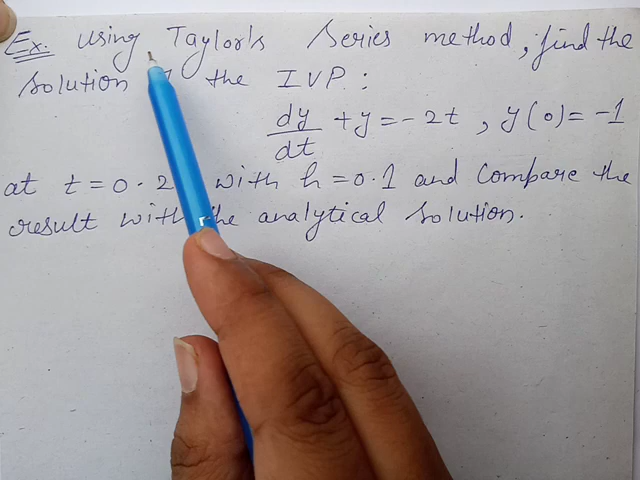 Ex. Using Taylor's Series method, find the
solution the IVP:
dy/dt + y = -2t, y(0) = -1
at t=0.2 with h=0.1 and Compare the
result with the analytical solution.